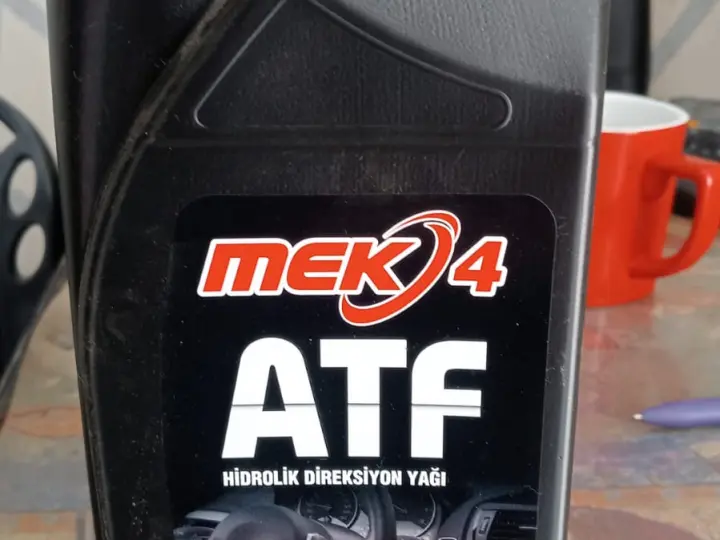 MEK 4
ATF
HİDROLİK DİREKSİYON YAĞI